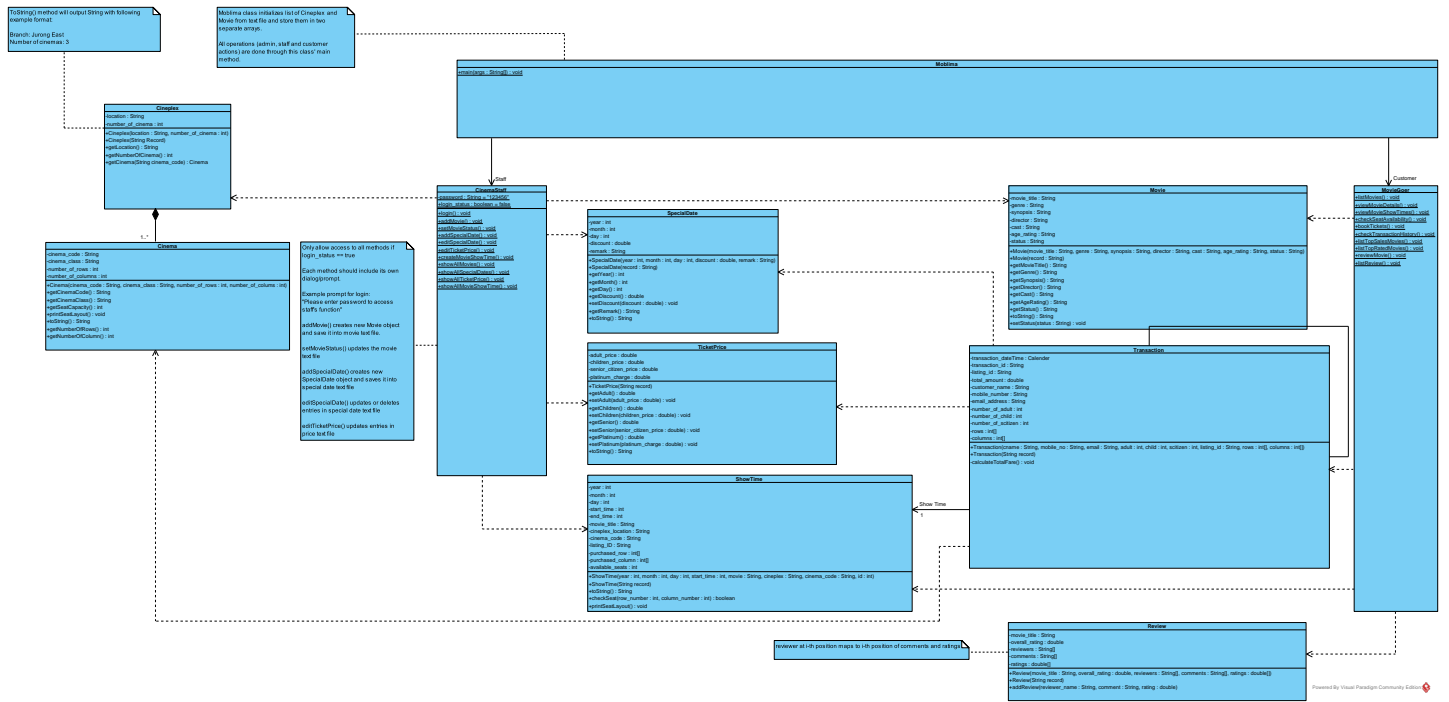 ToString() method will output String with following
example format:
Branch: Jurong East
Number of cinemas: 3
Moblima class initializes list of Cineplex and
Movie from text file and store them in two
separate arrays.
All operations (admin, staff and customer
actions) are done through this class' main
method.
Moblima
+main(args : String[]) : void
Cineplex
-location : String
-number_of_cinema : int
+Cineplex(location : String, number_of_cinema : int)
+Cineplex(String Record)
+getLocation() : String
+getNumberOfCinema() : int
+getCinema(String cinema_code) : Cinema
1..*
Cinema
-cinema_code : String
-cinema_class : String
-number_of_rows : int
-number_of_columns : int
+Cinema(cinema_code : String, cinema_class : String, number_of_rows : int, number_of_colums : int)
+getCinemaCode() : String
+getCinemaClass() : String
+getSeatCapacity() : int
+printSeatLayout() : void
+toString() : String
+getNumberOfRows() : int
+getNumberOfColumn() : int
Only allow access to all methods if
login_status == true
Each method should include its own
dialog/prompt.
Example prompt for login:
"Please enter password to access
staff's function"
addMovie() creates new Movie object
and save it into movie text file.
setMovieStatus() updates the movie
text file
addSpecialDate() creates new
SpecialDate object and saves it into
special date text file
editSpecialDate() updates or deletes
entries in special date text file
editTicketPrice() updates entries in
price text file
Staff
CinemaStaff
-password : String = "123456"
+login_status : boolean = false
+login() : void
+addMovie() : void
+setMovieStatus() : void
+addSpecialDate() : void
+editSpecialDate() : void
+editTicketPrice() : void
+createMovieShowTime() : void
+showAllMovies() : void
+showAllSpecialDates() : void
+showAllTicketPrice() : void
+showAllMovieShowTime() : void
SpecialDate
-year : int
-month : int
-day : int
-discount : double
-remark : String
+SpecialDate(year : int, month : int, day : int, discount : double, remark : String)
+SpecialDate(record : String)
+getYear() : int
+getMonth() : int
+getDay() : int
+getDiscount() : double
+setDiscount(discount : double) : void
+getRemark() : String
+toString() : String
TicketPrice
-adult_price : double
-children_price : double
-senior_citizen_price : double
-platinum_charge : double
+TicketPrice(String record)
+getAdult() : double
+setAdult(adult_price : double) : void
+getChildren() : double
+setChildren(children_price : double) : void
+getSenior() : double
+setSenior(senior_citizen_price : double) : void
+getPlatinum() : double
+setPlatinum(platinum_charge : double) : void
+toString() : String
ShowTime
-year : int
-month : int
-day : int
-start_time : int
-end_time : int
-movie_title : String
-cineplex_location : String
-cinema_code : String
-listing_ID : String
-purchased_row : int[]
-purchased_column : int[]
-available_seats : int
+ShowTime(year : int, month : int, day : int, start_time : int, movie : String, cineplex : String, cinema_code : String, id : int)
+ShowTime(String record)
+toString() : String
+checkSeat(row_number : int, column_number : int) : boolean
+printSeatLayout() : void
Movie
-movie_title : String
-genre : String
-synopsis : String
-director : String
-cast : String
-age_rating : String
-status : String
+Movie(movie_title : String, genre : String, synopsis : String, director : String, cast : String, age_rating : String, status : String)
+Movie(record : String)
+getMovieTitle() : String
+getGenre() : String
+getSynopsis() : String
+getDirector() : String
+getCast() : String
+getAgeRating() : String
+getStatus() : String
+toString() : String
+setStatus(status : String) : void
Customer
MovieGoer
+listMovies() : void
+viewMovieDetails() : void
+viewMovieShowTimes() : void
+checkSeatAvailability() : void
+bookTickets() : void
+checkTransactionHistory() : void
+listTopSalesMovies() : void
+listTopRatedMovies() : void
+reviewMovie() : void
+listReview() : void
Transaction
-transaction_dateTime : Calender
-transaction_id : String
-listing_id : String
-total_amount : double
-customer_name : String
-mobile_number : String
-email_address : String
-number_of_adult : int
-number_of_child : int
-number_of_scitizen : int
-rows : int[]
-columns : int[]
+Transaction(cname : String, mobile_no : String, email : String, adult : int, child : int, scitizen : int, listing_id : String, rows : int[], columns : int[])
+Transaction(String record)
-calculateTotalFare() : void
Show Time
1
reviewer at i-th position maps to i-th position of comments and ratings
Review
-movie_title : String
-overall_rating : double
-reviewers : String[]
-comments : String[]
-ratings : double[]
+Review(movie_title : String, overall_rating : double, reviewers : String[], comments : String[], ratings : double[])
+Review(String record)
+addReview(reviewer_name : String, comment : String, rating : double)
Powered By Visual Paradigm Community Edition